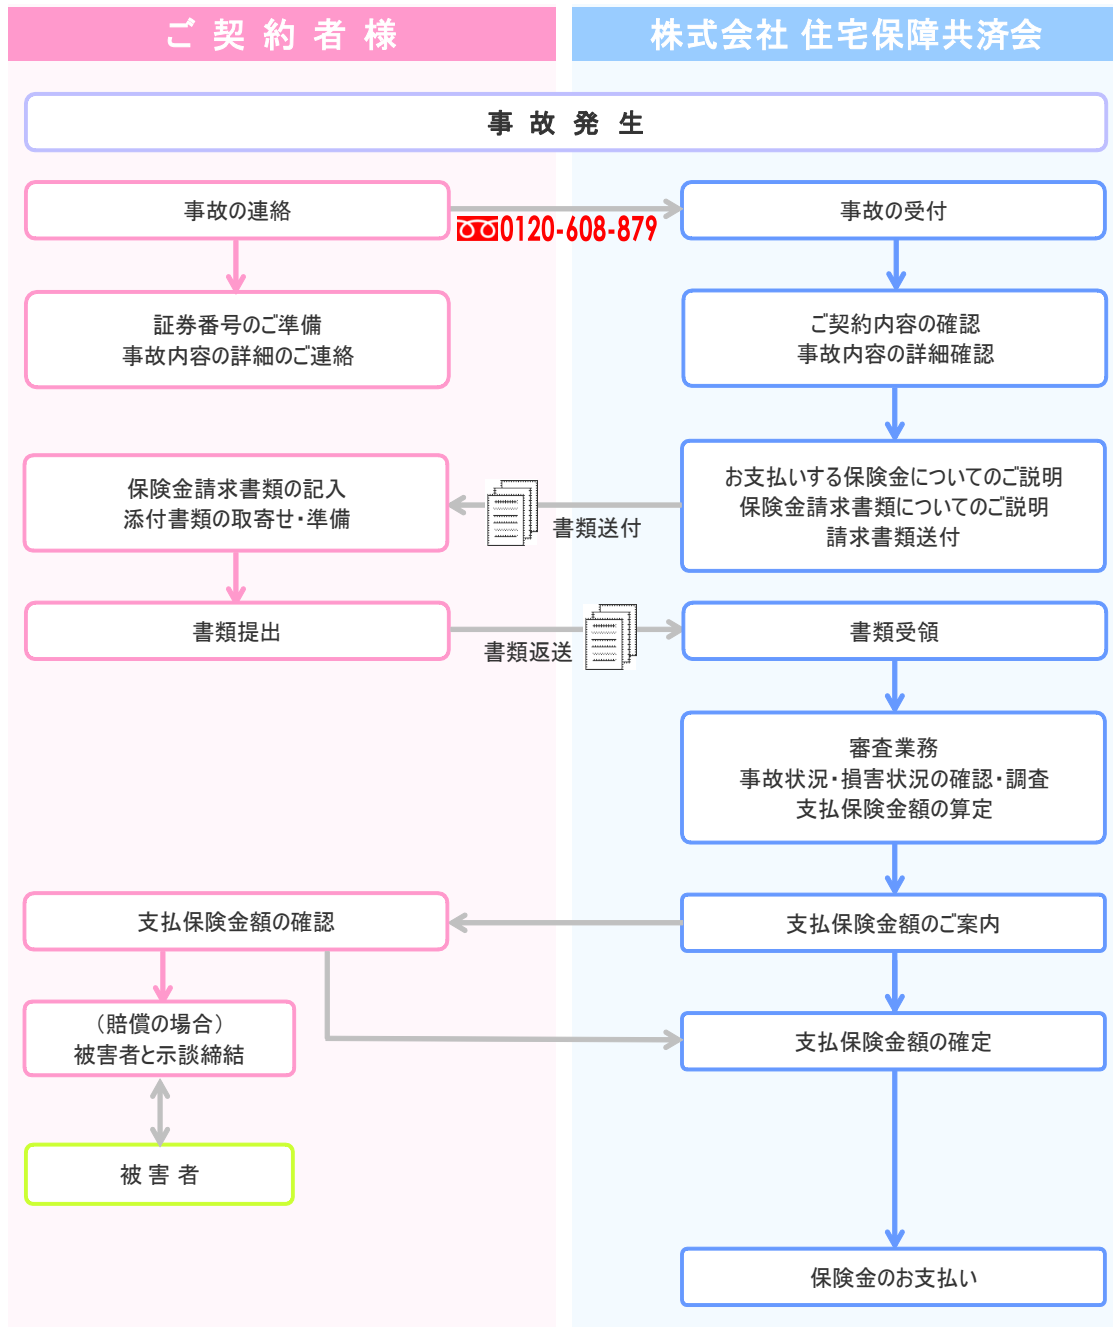 ご契約者様
株式会社 住宅保障共済会
事故発生
事故の連絡
0120-608-879
事故の受付
証券番号のご準備
事故内容の詳細のご連絡
ご契約内容の確認
事故内容の詳細確認
お支払いする保険金についてのご説明
保険金請求書類についてのご説明
請求書類送付
書類送付
保険金請求書類の記入
添付書類の取寄せ・準備
書類提出
書類返送
書類受領
審査業務
事故状況・損害状況の確認・調査
支払保険金額の算定
支払保険金額のご案内
支払保険金額の確認
(賠償の場合)
被害者と示談締結
支払保険金額の確定
被害者
保険金のお支払い